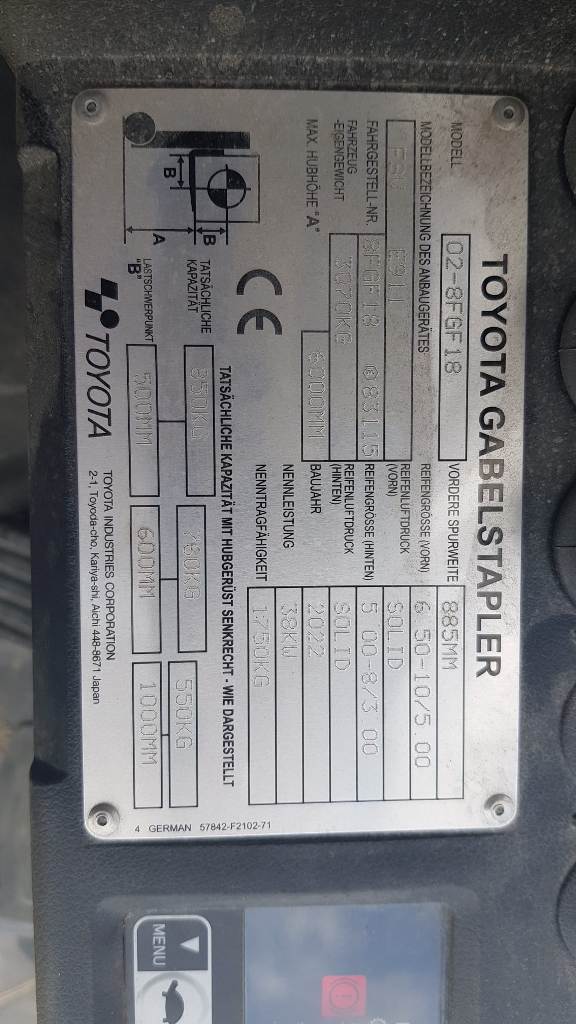 TOYOTA GABELSTAPLER
MODELL 02-8FGF18 VORDERE SPURWEITE 885MM
MODELLBEZEICHNUNG DES ANBAUGERÄTES REIFENGRÖSSE (VORN) 6.50-10/5.00
FSV REIFENLUFTDRUCK (VORN) SOLID
FAHRGESTELL-NR. 8FGF18 @83115 REIFENGRÖSSE (HINTEN) 5.00-8/3.00
FAHRZEUG -EIGENGEWICHT 3020KG REIFENLUFTDRUCK (HINTEN) SOLID
MAX. HUBHÖHE "A" 6000MM BAUJAHR 2022
NENNLEISTUNG 38KW
NENNTRAGFÄHIGKEIT 1750KG
CE
TATSÄCHLICHE KAPAZITÄT MIT HUBGERÜST SENKRECHT - WIE DARGESTELLT
B
B
A
TATSÄCHLICHE KAPAZITÄT 550KG
LASTSCHWERPUNKT "B" 500MM 600MM 1000MM
TOYOTA
TOYOTA INDUSTRIES CORPORATION
2-1, Toyoda-cho, Kariya-shi, Aichi 448-8671 Japan
4 GERMAN 57842-F2102-71
MENU